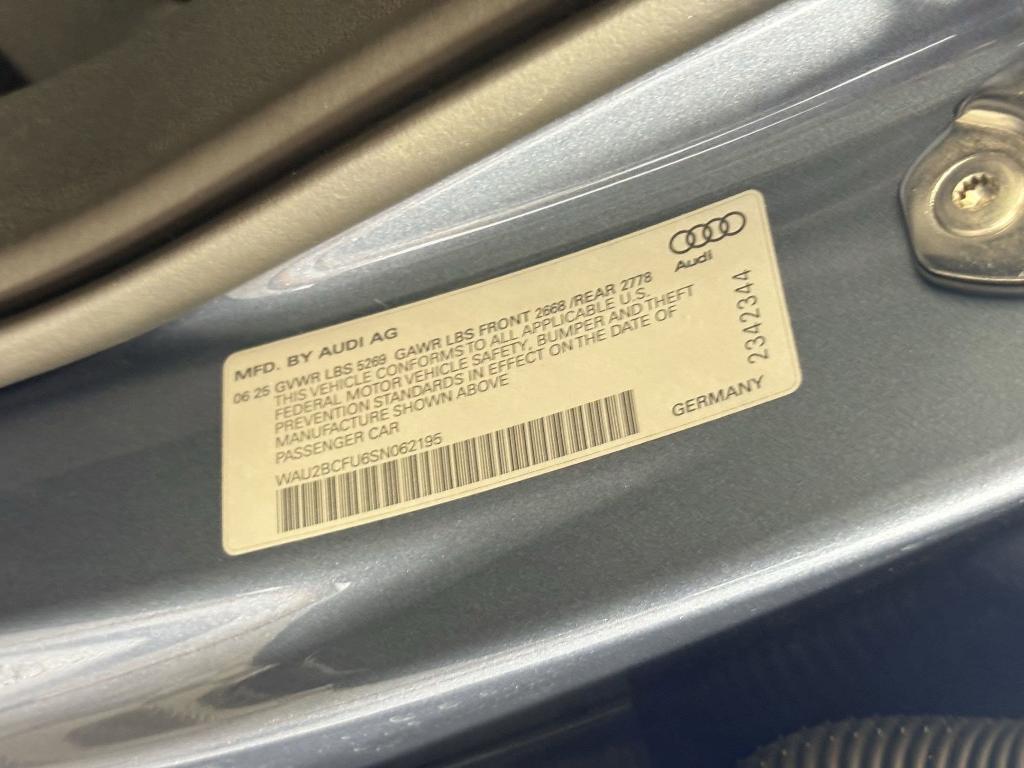 Audi
MFD. BY AUDI AG
06 25 GVWR LBS 5269 GAWR LBS FRONT 2668 /REAR 2778
THIS VEHICLE CONFORMS TO ALL APPLICABLE U.S.
FEDERAL MOTOR VEHICLE SAFETY, BUMPER AND THEFT
PREVENTION STANDARDS IN EFFECT ON THE DATE OF
MANUFACTURE SHOWN ABOVE
PASSENGER CAR
WAU2BCFU6SN062195
GERMANY
2342344